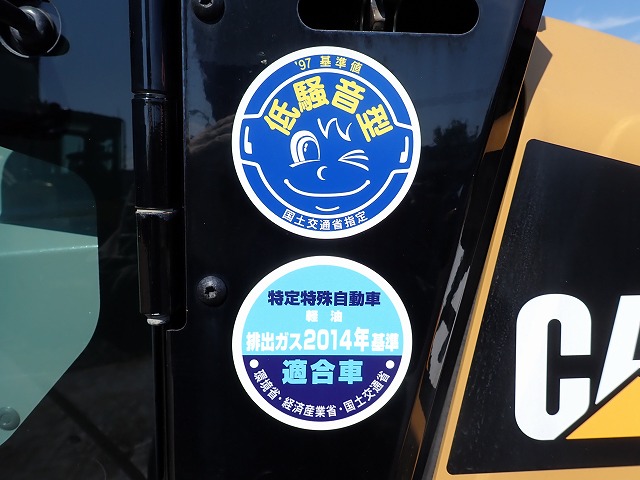 '97 基準値
低騒音型
国土交通省指定
特定特殊自動車
軽油
排出ガス2014年基準
適合車
環境省・経済産業省・国土交通省
C